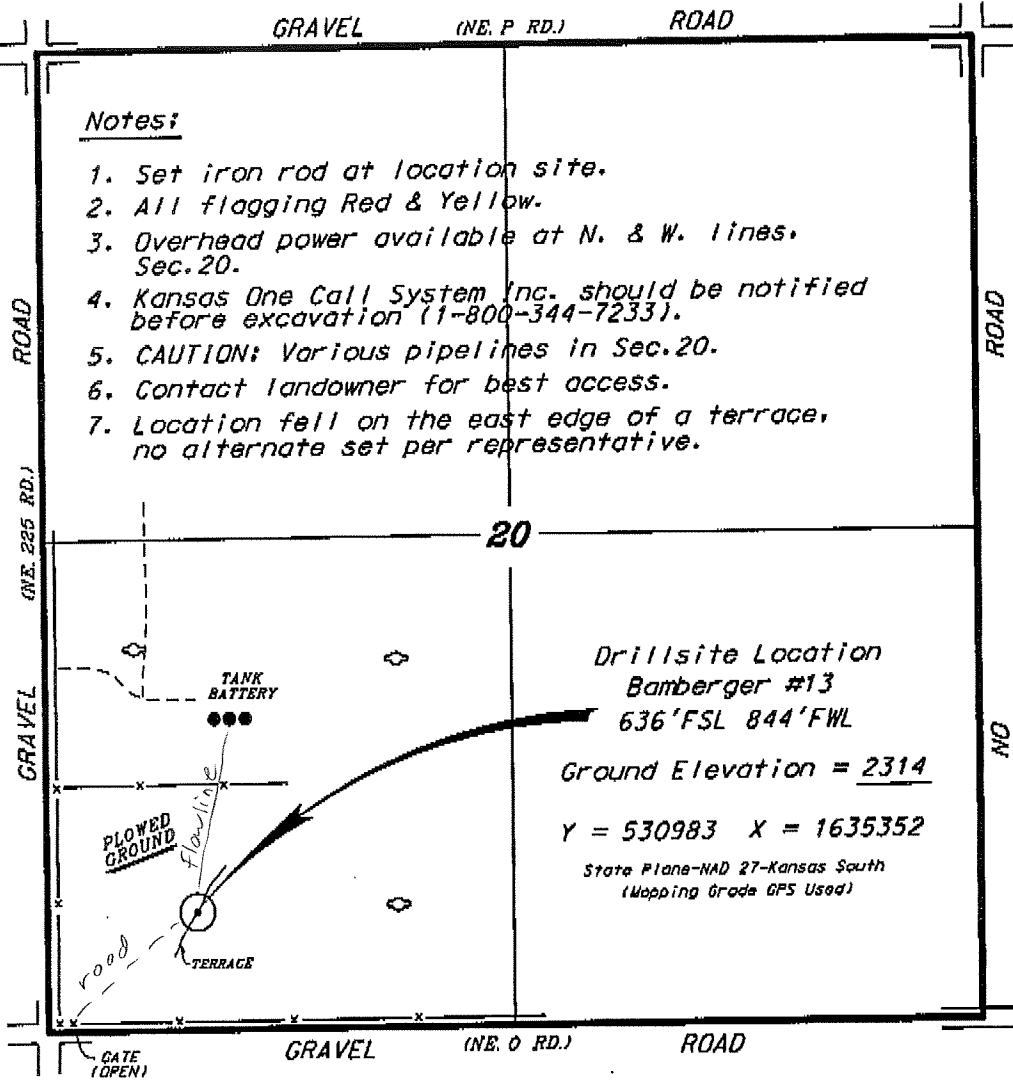 GRAVEL (NE. P RD.) ROAD
Notes:
1. Set iron rod at location site.
2. All flagging Red & Yellow.
3. Overhead power available at N. & W. lines,
Sec.20.
4. Kansas One Call System Inc. should be notified
before excavation (1-800-344-7233).
5. CAUTION: Various pipelines in Sec.20.
6. Contact landowner for best access.
7. Location fell on the east edge of a terrace,
no alternate set per representative.
GRAVEL (NE. 225 RD.) ROAD
NO ROAD
20
TANK
BATTERY
Flowline
PLOWED
GROUND
road
TERRACE
Drillsite Location
Bamberger #13
636'FSL 844'FWL
Ground Elevation = 2314
Y = 530983 X = 1635352
State Plane-NAD 27-Kansas South
(Mapping Grade GPS Used)
GATE
(OPEN)
GRAVEL (NE. O RD.) ROAD